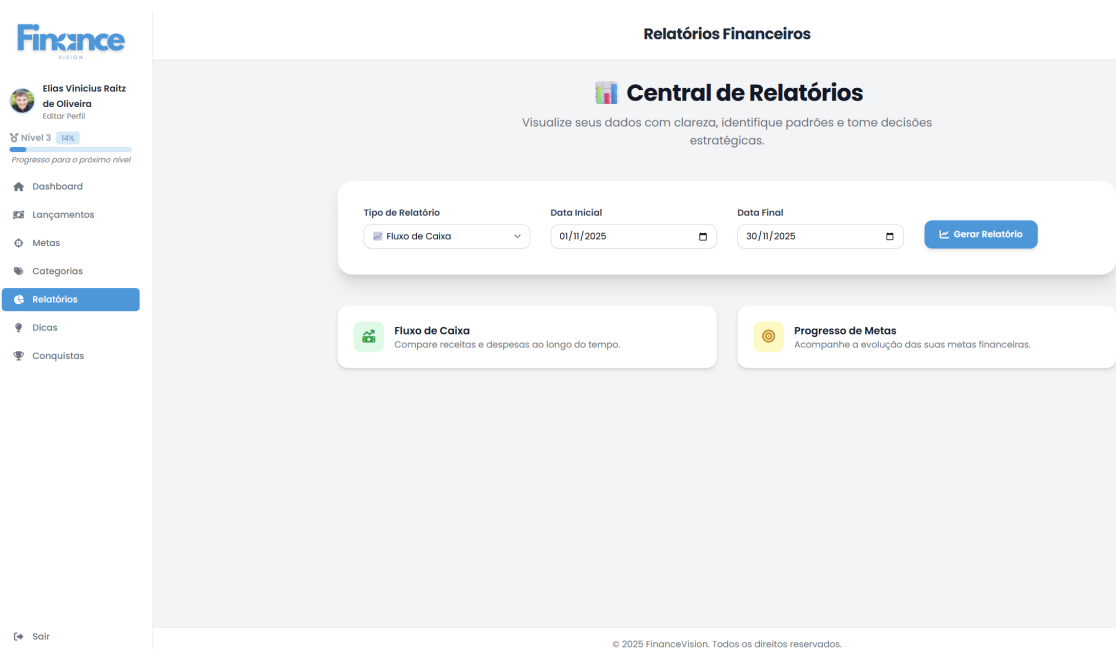 Finance
VISION
Elias Vinicius Raitz
de Oliveira
Editar Perfil
Nível 3 14%
Progresso para o próximo nível
Dashboard
Lançamentos
Metas
Categorias
Relatórios
Dicas
Conquistas
Sair
Relatórios Financeiros
Central de Relatórios
Visualize seus dados com clareza, identifique padrões e tome decisões
estratégicas.
Tipo de Relatório
Fluxo de Caixa
Data Inicial
01/11/2025
Data Final
30/11/2025
Gerar Relatório
Fluxo de Caixa
Compare receitas e despesas ao longo do tempo.
Progresso de Metas
Acompanhe a evolução das suas metas financeiras.
© 2025 FinanceVision. Todos os direitos reservados.